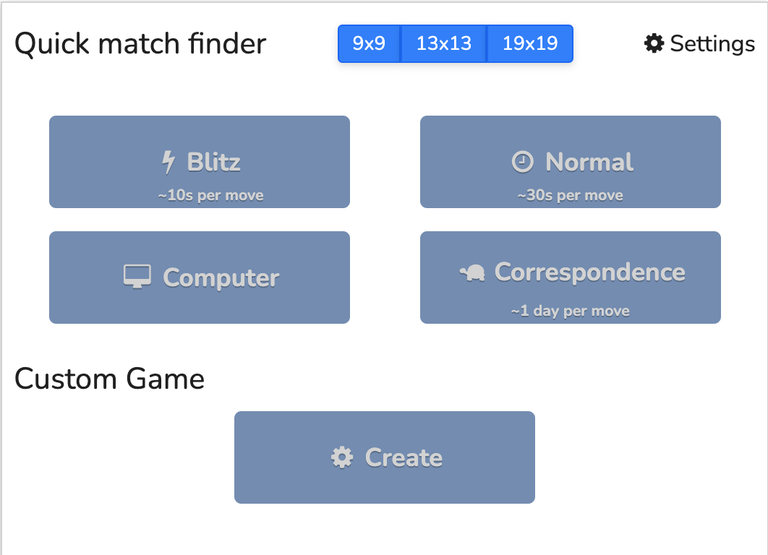 Quick match finder
9x9 13x13 19x19
Settings
Blitz
~10s per move
Normal
~30s per move
Computer
Correspondence
~1 day per move
Custom Game
Create